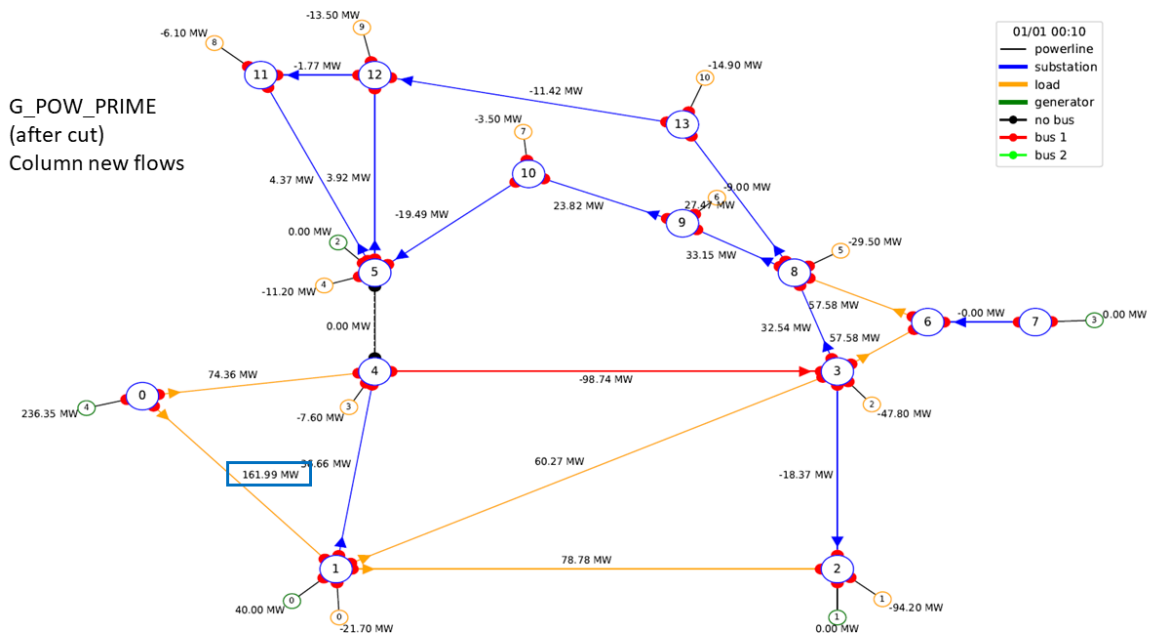 -13.50 MW
9
-6.10 MW
8
01/01 00:10
powerline
substation
load
generator
no bus
bus 1
bus 2
-1.77 MW
11
12
-14.90 MW
10
G_POW_PRIME
(after cut)
Column new flows
-11.42 MW
-3.50 MW
7
13
4.37 MW
3.92 MW
10
-9.00 MW
6
27.47 MW
23.82 MW
9
-19.49 MW
0.00 MW
2
33.15 MW
-29.50 MW
5
5
8
-11.20 MW
4
57.58 MW
-0.00 MW
6
7
3
0.00 MW
0.00 MW
32.54 MW
57.58 MW
74.36 MW
4
-98.74 MW
3
0
236.35 MW
4
-7.60 MW
3
2
-47.80 MW
60.27 MW
161.99 MW
-18.37 MW
1
78.78 MW
2
40.00 MW
0
0
-21.70 MW
1
-94.20 MW
1
0.00 MW